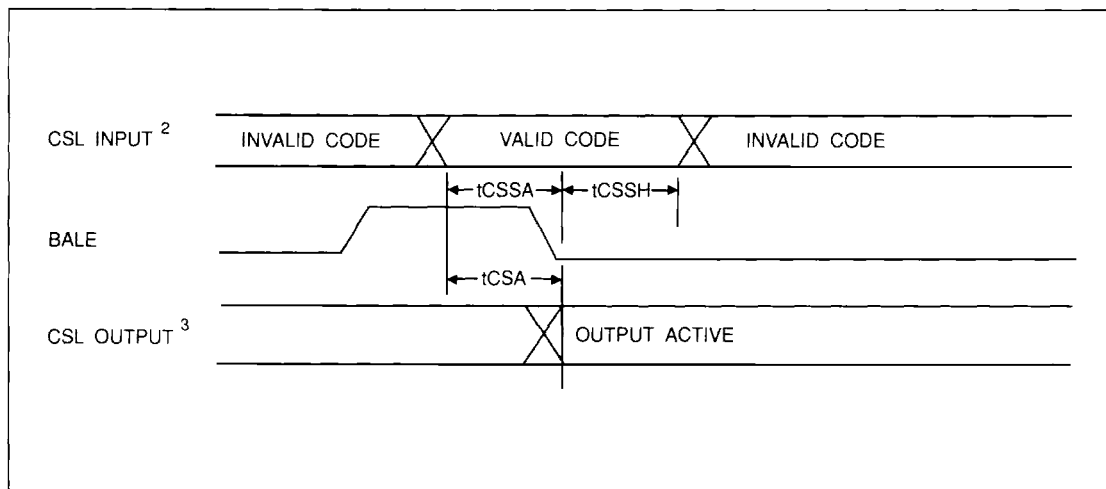 CSL INPUT 2
INVALID CODE VALID CODE INVALID CODE
tCSSA tCSSH
BALE
tCSA
CSL OUTPUT 3
OUTPUT ACTIVE